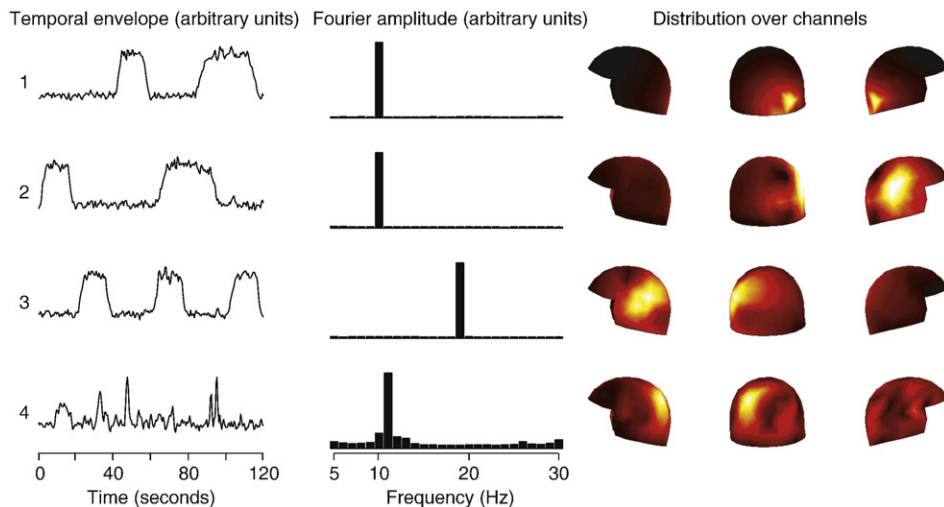 Temporal envelope (arbitrary units) Fourier amplitude (arbitrary units) Distribution over channels
1
2
3
4
0 40 80 120 5 10 20 30
Time (seconds) Frequency (Hz)